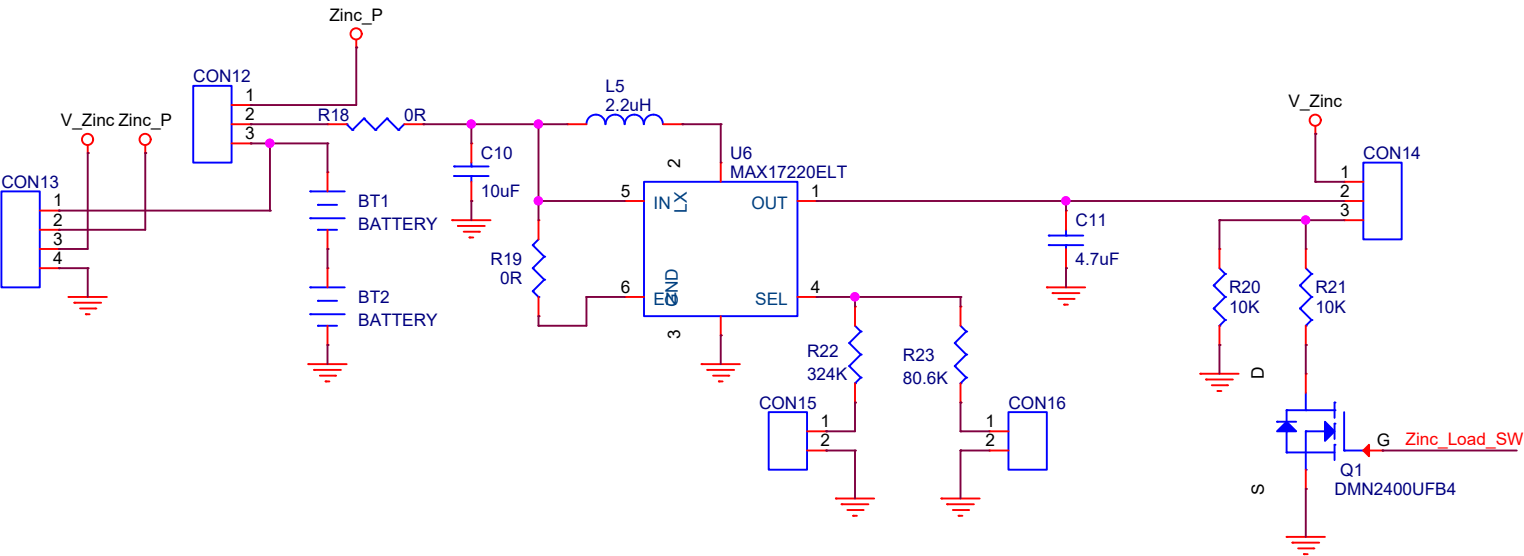 Zinc_P
CON12
1
2
3
R18
0R
V_Zinc
Zinc_P
CON13
1
2
3
4
BT1
BATTERY
BT2
BATTERY
C10
10uF
L5
2.2uH
R19
0R
2
U6
MAX17220ELT
5
IN
LX
OUT
1
6
EN
GND
SEL
4
3
R22
324K
R23
80.6K
CON15
1
2
CON16
1
2
C11
4.7uF
V_Zinc
CON14
1
2
3
R20
10K
R21
10K
D
G
Zinc_Load_SW
Q1
DMN2400UFB4
S